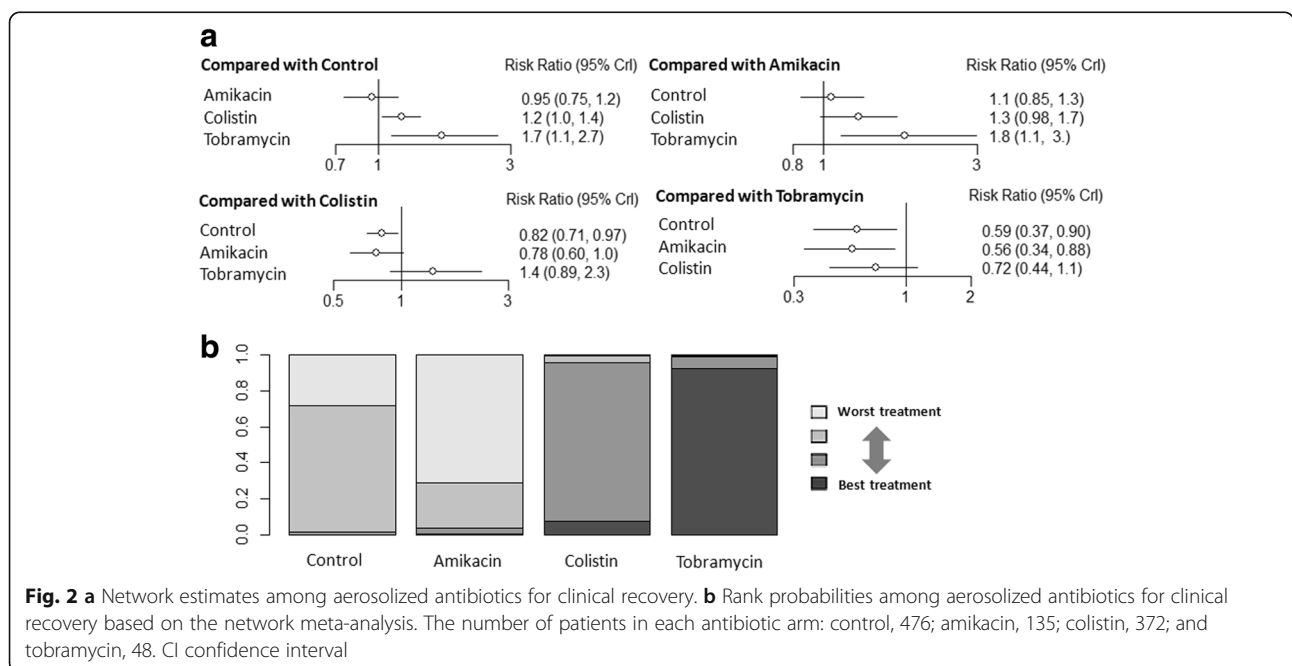 a
Compared with Control Risk Ratio (95% CrI)
Amikacin 0.95 (0.75, 1.2)
Colistin 1.2 (1.0, 1.4)
Tobramycin 1.7 (1.1, 2.7)
0.7 1 3
Compared with Amikacin Risk Ratio (95% CrI)
Control 1.1 (0.85, 1.3)
Colistin 1.3 (0.98, 1.7)
Tobramycin 1.8 (1.1, 3.)
0.8 1 3
Compared with Colistin Risk Ratio (95% CrI)
Control 0.82 (0.71, 0.97)
Amikacin 0.78 (0.60, 1.0)
Tobramycin 1.4 (0.89, 2.3)
0.5 1 3
Compared with Tobramycin Risk Ratio (95% CrI)
Control 0.59 (0.37, 0.90)
Amikacin 0.56 (0.34, 0.88)
Colistin 0.72 (0.44, 1.1)
0.3 1 2
b
1.0
0.8
0.6
0.4
0.2
0.0
Control Amikacin Colistin Tobramycin
Worst treatment
Best treatment
Fig. 2 a Network estimates among aerosolized antibiotics for clinical recovery. b Rank probabilities among aerosolized antibiotics for clinical
recovery based on the network meta-analysis. The number of patients in each antibiotic arm: control, 476; amikacin, 135; colistin, 372; and
tobramycin, 48. CI confidence interval